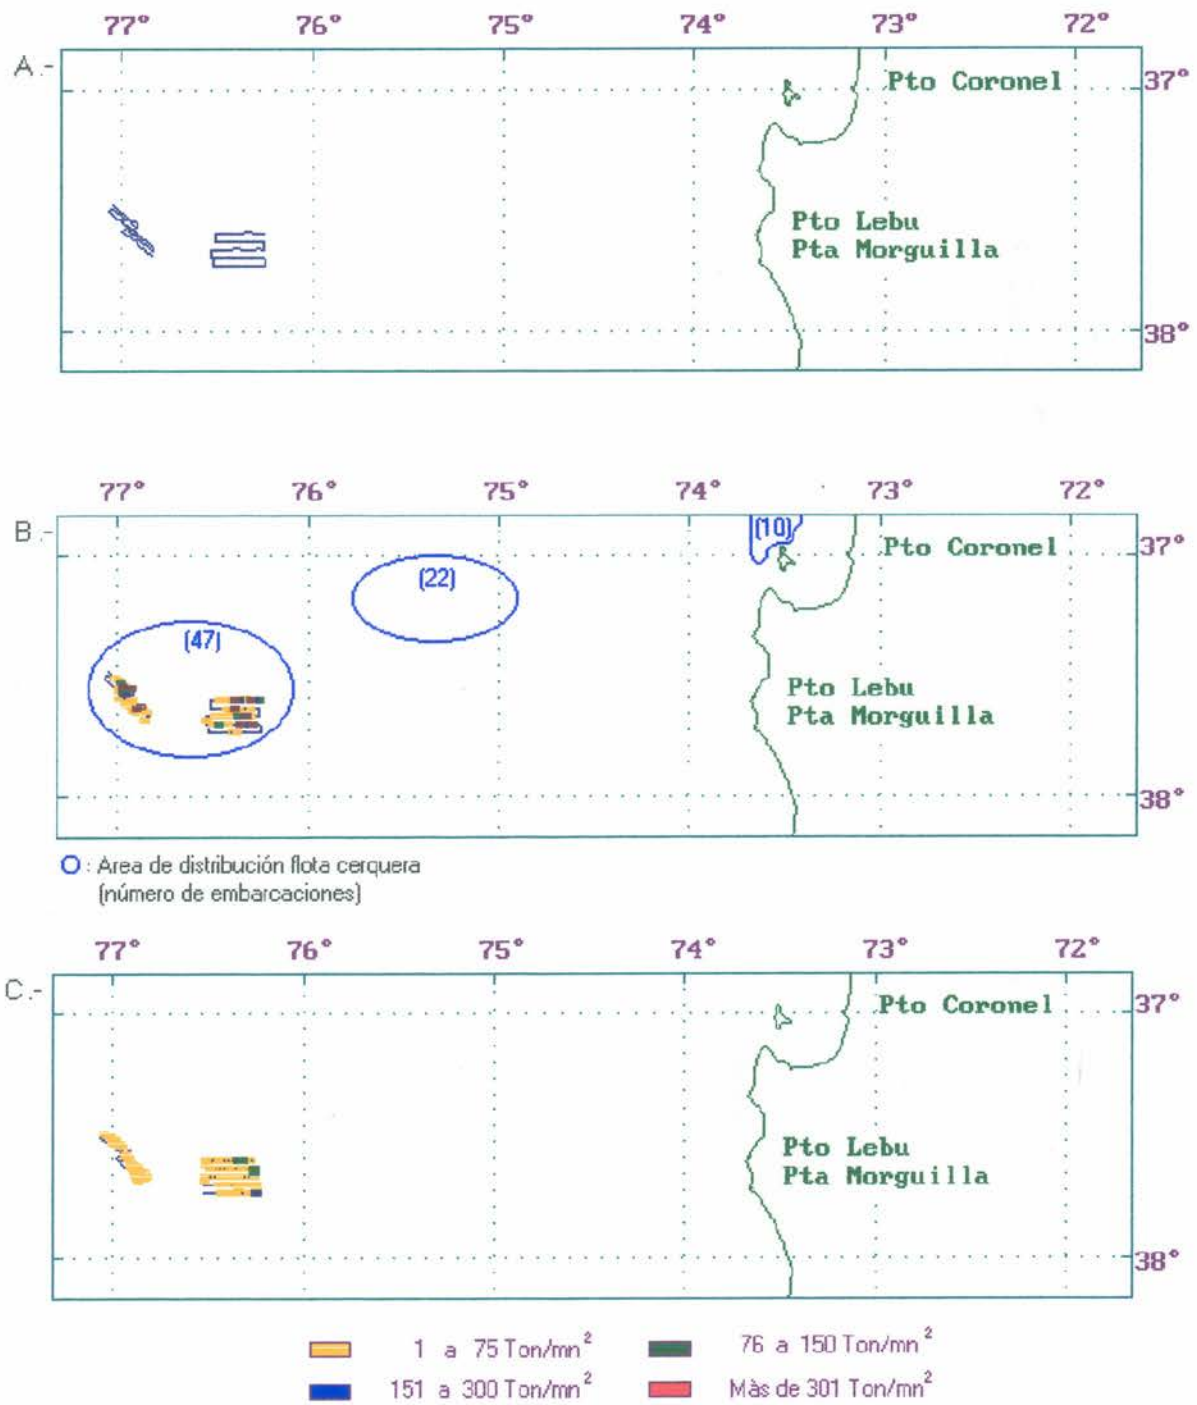 77° 76° 75° 74° 73° 72°
A.-
Pto Coronel 37°
Pto Lebu
Pta Morguilla
38°
77° 76° 75° 74° 73° 72°
B.-
(10)
Pto Coronel 37°
(22)
(47)
Pto Lebu
Pta Morguilla
38°
O : Area de distribución flota cerquera
(número de embarcaciones)
77° 76° 75° 74° 73° 72°
C.-
Pto Coronel 37°
Pto Lebu
Pta Morguilla
38°
1 a 75 Ton/mn² 76 a 150 Ton/mn²
151 a 300 Ton/mn² Màs de 301 Ton/mn²